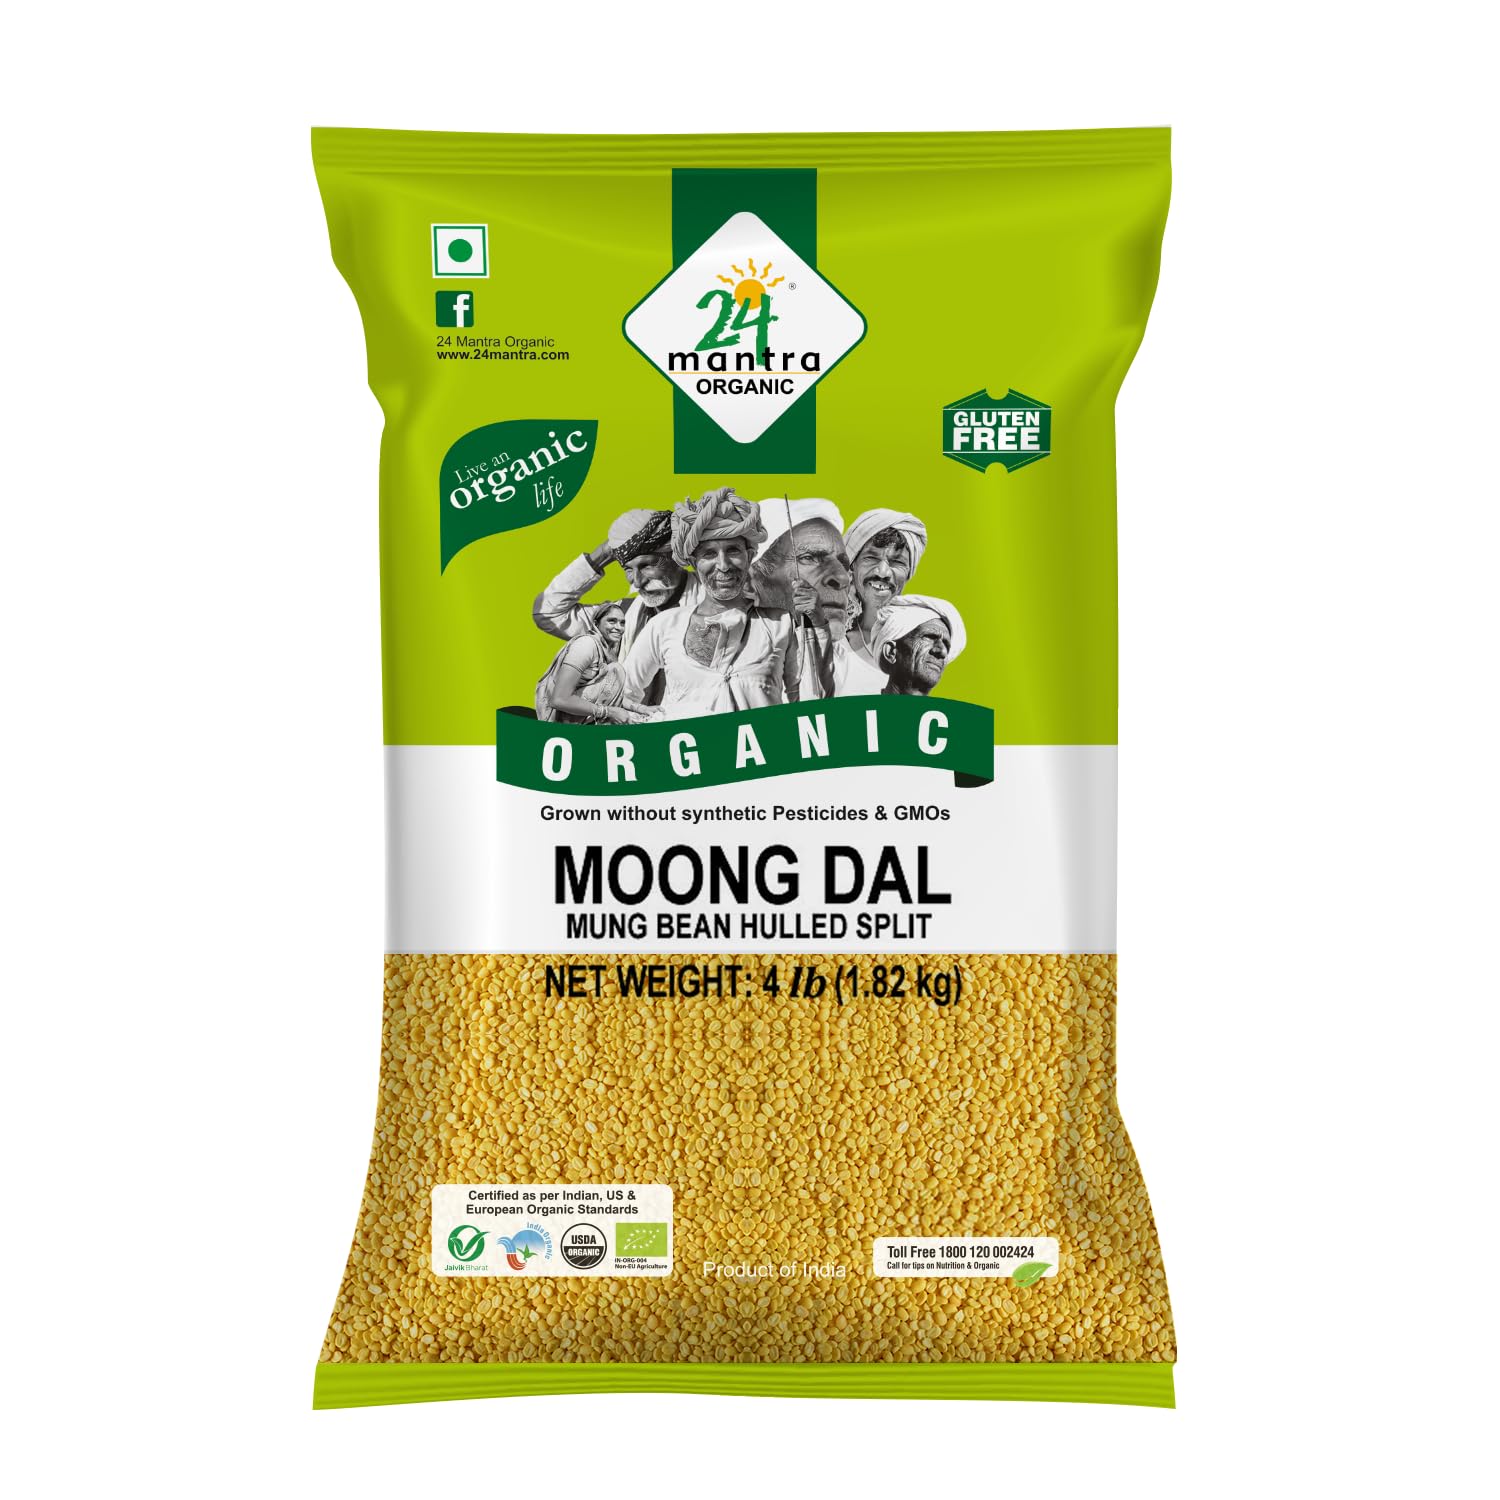 24
mantra
ORGANIC
®
f
24 Mantra Organic
www.24mantra.com
GLUTEN
FREE
Live an
organic
life
ORGANIC
Grown without synthetic Pesticides & GMOs
MOONG DAL
MUNG BEAN HULLED SPLIT
NET WEIGHT: 4 lb (1.82 kg)
Certified as per Indian, US &
European Organic Standards
Jaivik Bharat
India Organic
USDA
ORGANIC
IN-ORG-004
Non-EU Agriculture
Product of India
Toll Free 1800 120 002424
Call for tips on Nutrition & Organic